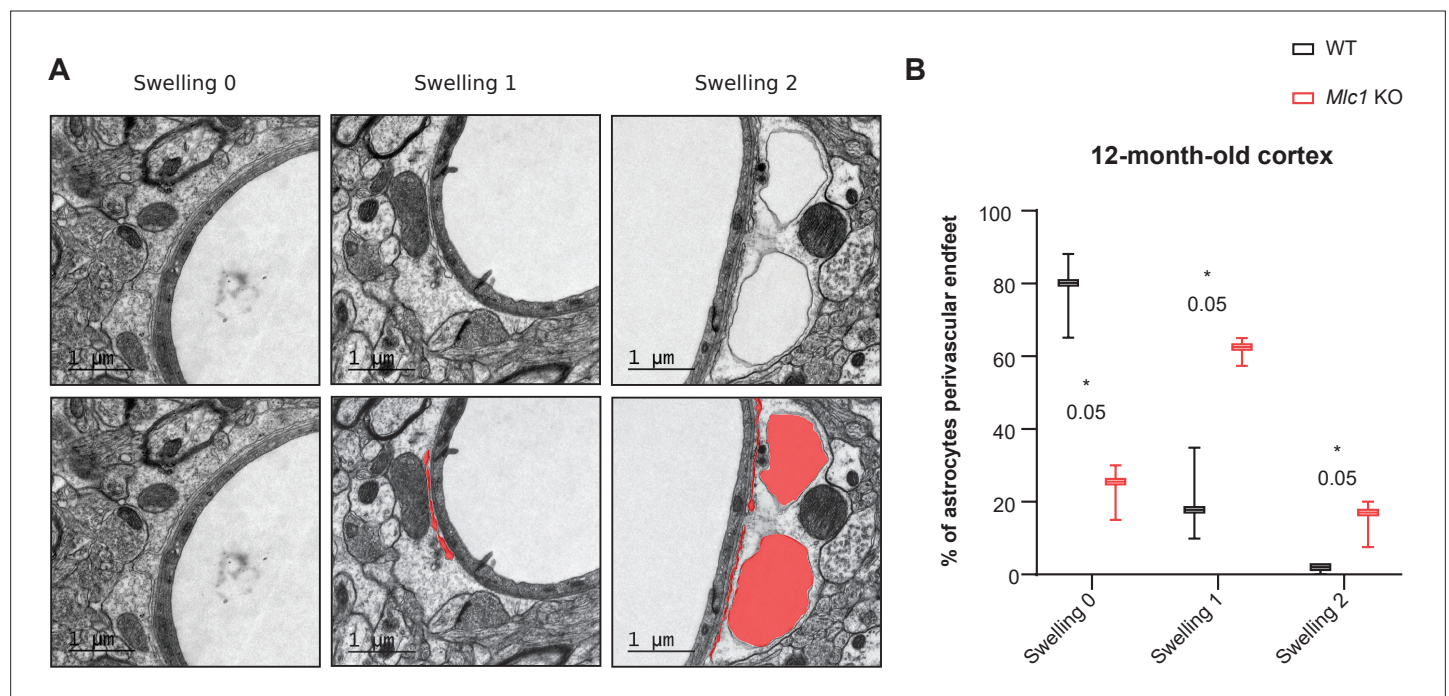 A
Swelling 0
Swelling 1
Swelling 2
1 µm
1 µm
1 µm
1 µm
1 µm
1 µm
B
WT
Mlc1 KO
12-month-old cortex
% of astrocytes perivascular endfeet
100
80
60
40
20
0
*
0.05
*
0.05
*
0.05
Swelling 0
Swelling 1
Swelling 2